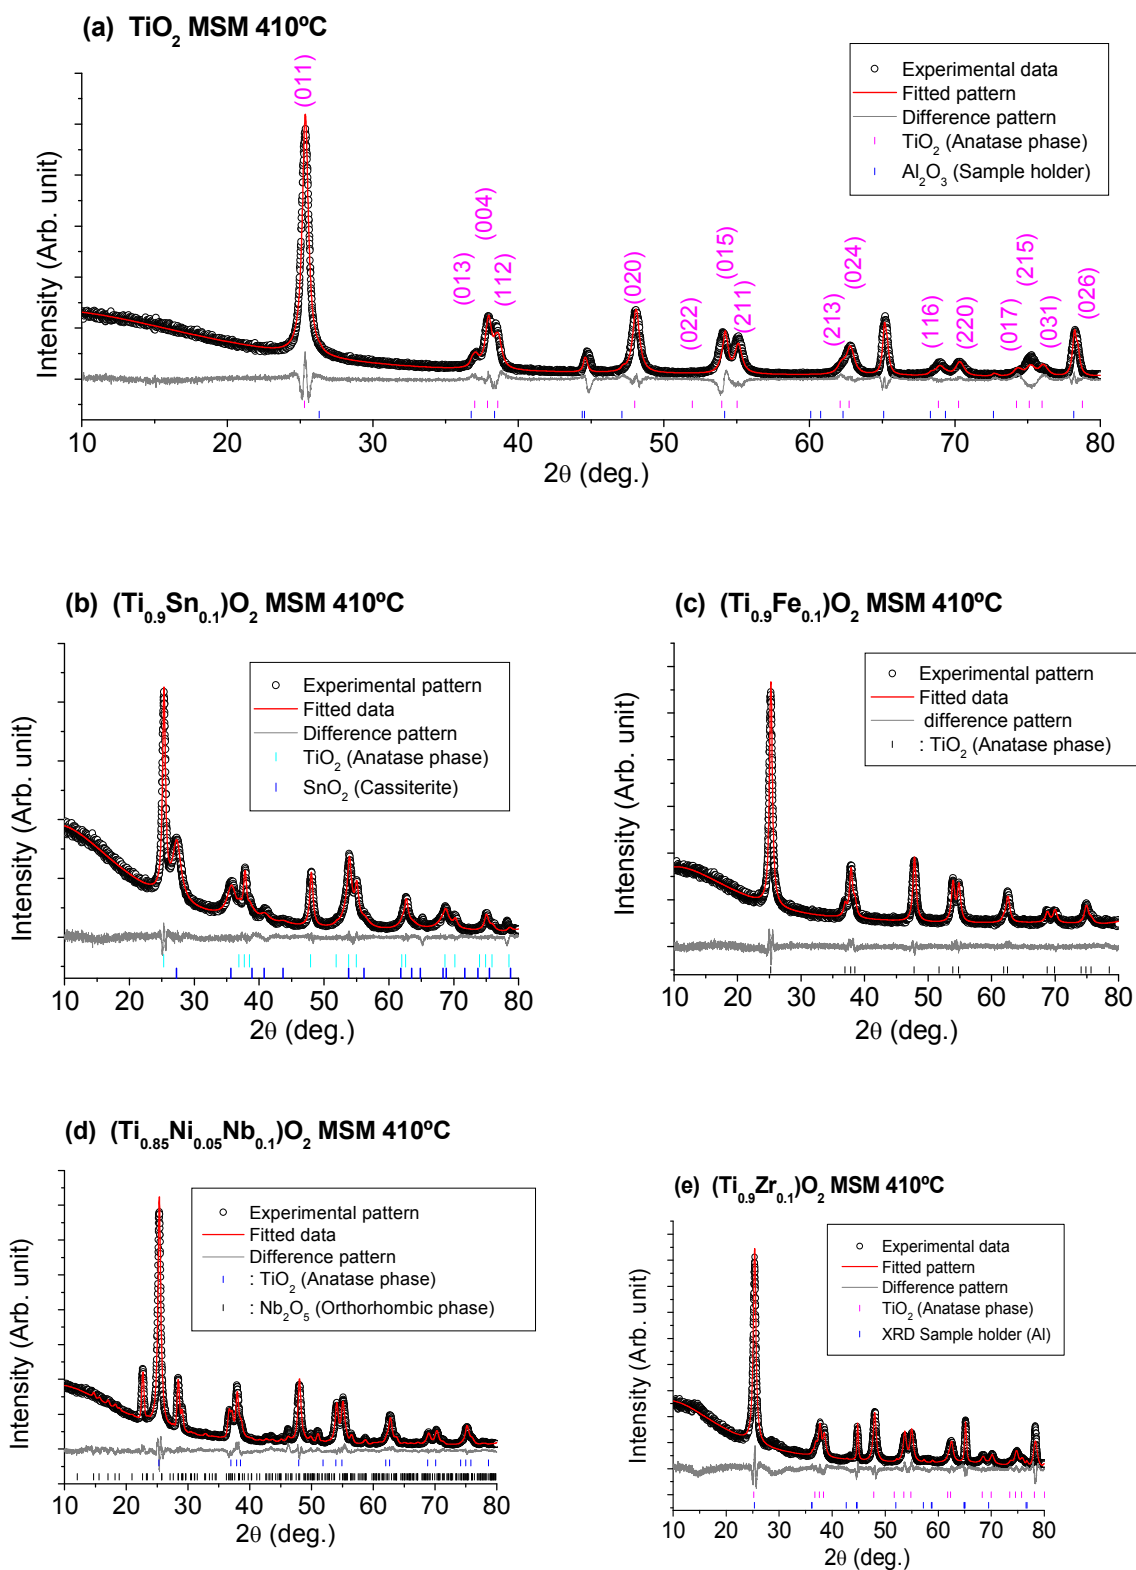 (a) TiO2 MSM 410ºC
(011)
(013)
(004)
(112)
(020)
(022)
(015)
(211)
(213)
(024)
(116)
(220)
(017)
(215)
(031)
(026)
Experimental data
Fitted pattern
Difference pattern
TiO2 (Anatase phase)
Al2O3 (Sample holder)
Intensity (Arb. unit)
10 20 30 40 50 60 70 80
2θ (deg.)
(b) (Ti0.9Sn0.1)O2 MSM 410ºC
Experimental pattern
Fitted data
Difference pattern
TiO2 (Anatase phase)
SnO2 (Cassiterite)
Intensity (Arb. unit)
10 20 30 40 50 60 70 80
2θ (deg.)
(c) (Ti0.9Fe0.1)O2 MSM 410ºC
Experimental pattern
Fitted data
difference pattern
: TiO2 (Anatase phase)
Intensity (Arb. unit)
10 20 30 40 50 60 70 80
2θ (deg.)
(d) (Ti0.85Ni0.05Nb0.1)O2 MSM 410ºC
Experimental pattern
Fitted data
Difference pattern
: TiO2 (Anatase phase)
: Nb2O5 (Orthorhombic phase)
Intensity (Arb. unit)
10 20 30 40 50 60 70 80
2θ (deg.)
(e) (Ti0.9Zr0.1)O2 MSM 410ºC
Experimental data
Fitted pattern
Difference pattern
TiO2 (Anatase phase)
XRD Sample holder (Al)
Intensity (Arb. unit)
10 20 30 40 50 60 70 80
2θ (deg.)